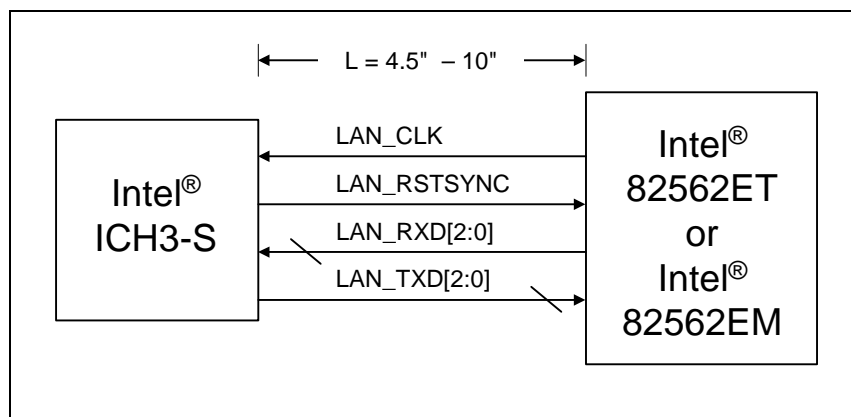 L = 4.5" – 10"
LAN_CLK
LAN_RSTSYNC
LAN_RXD[2:0]
LAN_TXD[2:0]
Intel®
ICH3-S
Intel®
82562ET
or
Intel®
82562EM